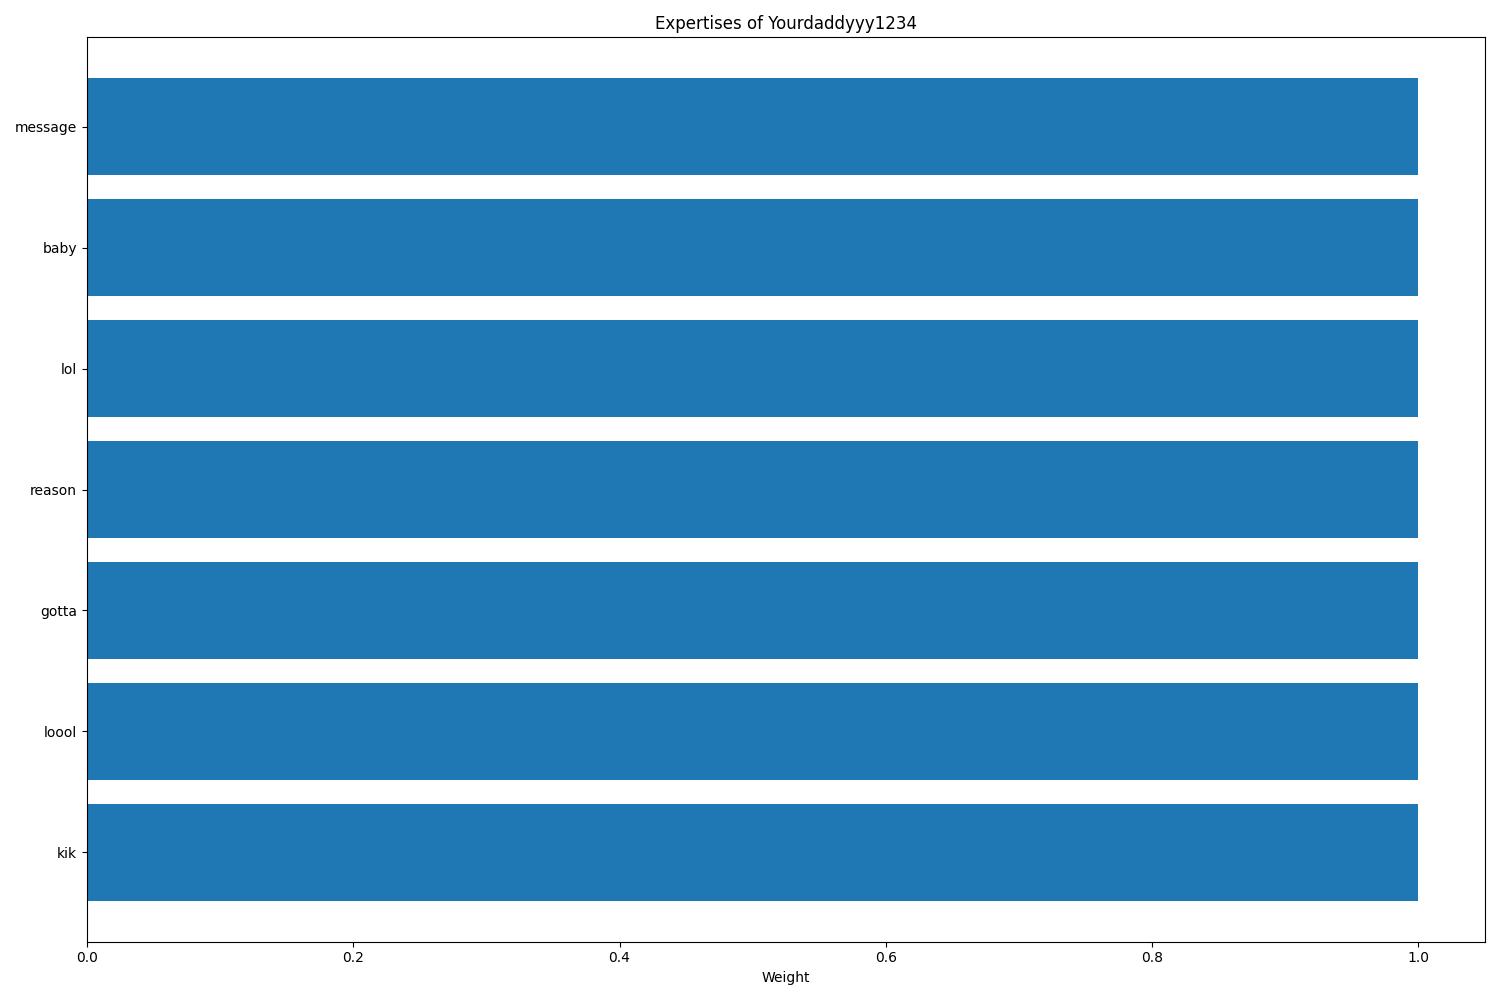 Expertises of Yourdaddyyy1234
message
baby
lol
reason
gotta
loool
kik
0.0 0.2 0.4 0.6 0.8 1.0
Weight